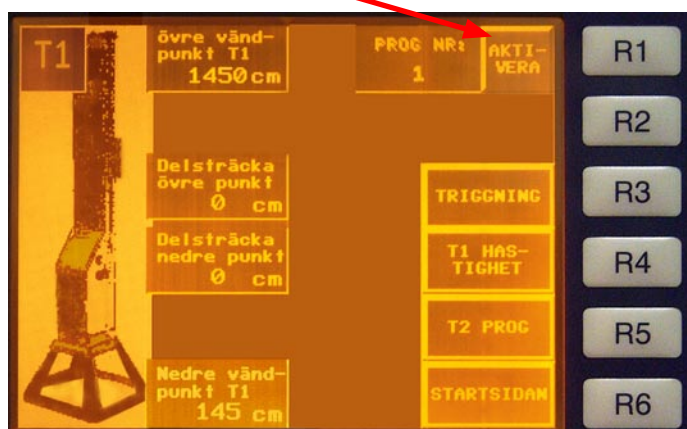 T1
övre vänd-
punkt T1
1450 cm
PROG NR:
1
AKTI-
VERA
Delsträcka
övre punkt
0 cm
Delsträcka
nedre punkt
0 cm
Nedre vänd-
punkt T1
145 cm
TRIGGNING
T1 HAS-
TIGHET
T2 PROG
STARTSIDAN
R1
R2
R3
R4
R5
R6